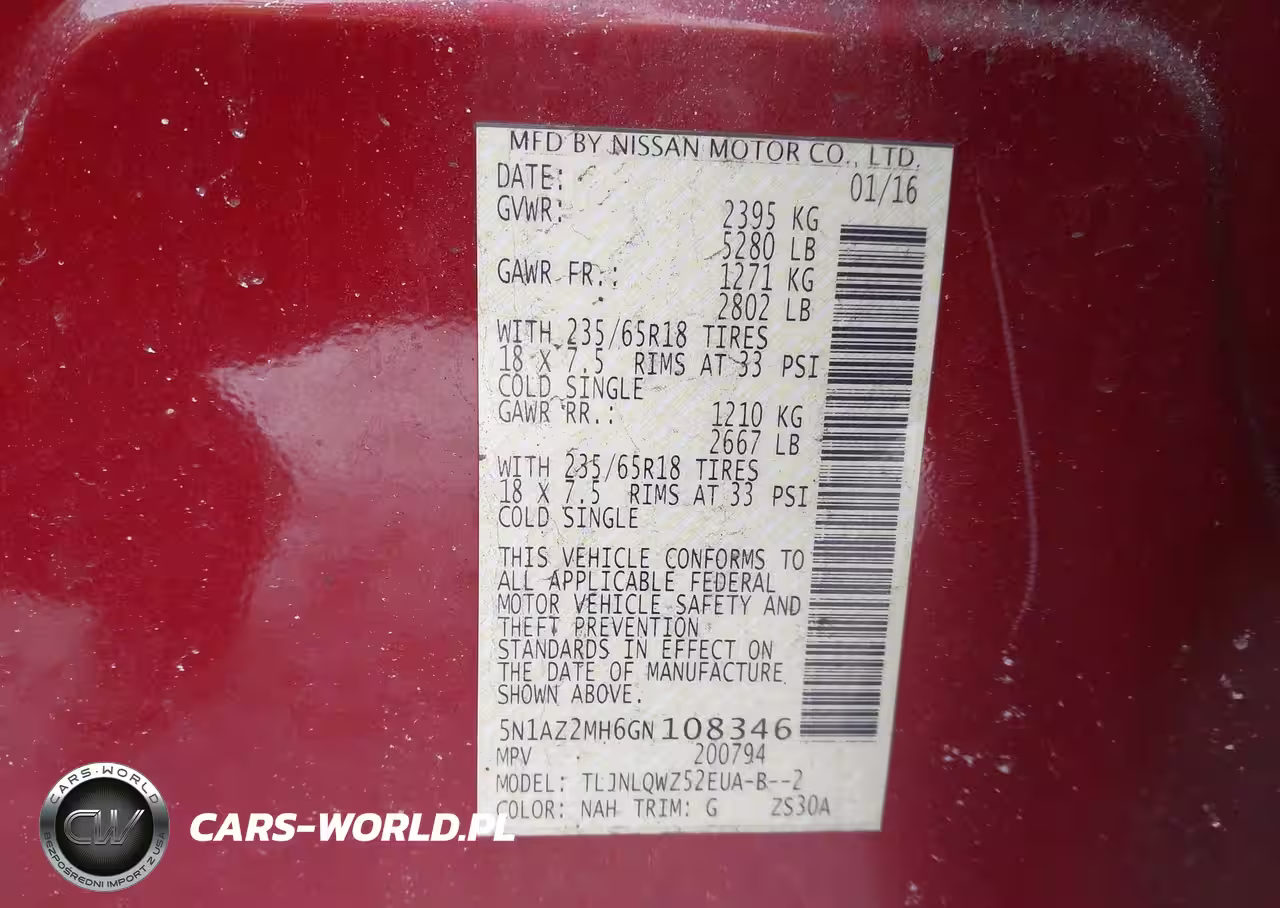 MFD BY NISSAN MOTOR CO., LTD.
DATE: 01/16
GVWR: 2395 KG
5280 LB
GAWR FR.: 1271 KG
2802 LB
WITH 235/65R18 TIRES
18 X 7.5 RIMS AT 33 PSI
COLD SINGLE
GAWR RR.: 1210 KG
2667 LB
WITH 235/65R18 TIRES
18 X 7.5 RIMS AT 33 PSI
COLD SINGLE
THIS VEHICLE CONFORMS TO
ALL APPLICABLE FEDERAL
MOTOR VEHICLE SAFETY AND
THEFT PREVENTION
STANDARDS IN EFFECT ON
THE DATE OF MANUFACTURE
SHOWN ABOVE.
5N1AZ2MH6GN108346
MPV 200794
MODEL: TLJNLQWZ52EUA-B--2
COLOR: NAH TRIM: G ZS30A
CARS-WORLD
CW
BEZPOŚREDNI IMPORT Z USA
CARS-WORLD.PL